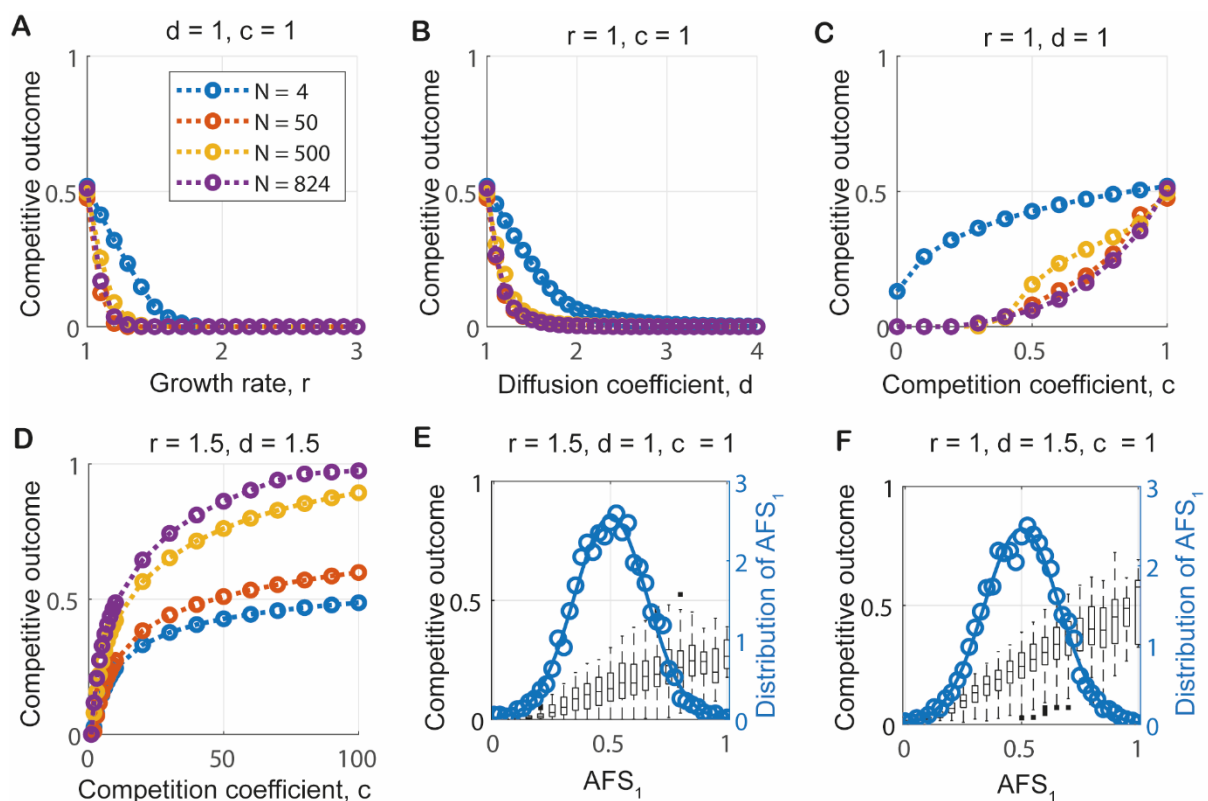 A
d = 1, c = 1
Competitive outcome
1
0.5
0
N = 4
N = 50
N = 500
N = 824
1 2 3
Growth rate, r
B
r = 1, c = 1
Competitive outcome
1
0.5
0
1 2 3 4
Diffusion coefficient, d
C
r = 1, d = 1
Competitive outcome
1
0.5
0
0 0.5 1
Competition coefficient, c
D
r = 1.5, d = 1.5
Competitive outcome
1
0.5
0
0 50 100
Competition coefficient, c
E
r = 1.5, d = 1, c = 1
Competitive outcome
1
0.5
0
0 0.5 1
AFS₁
3
2
1
0
Distribution of AFS₁
F
r = 1, d = 1.5, c = 1
Competitive outcome
1
0.5
0
0 0.5 1
AFS₁
3
2
1
0
Distribution of AFS₁